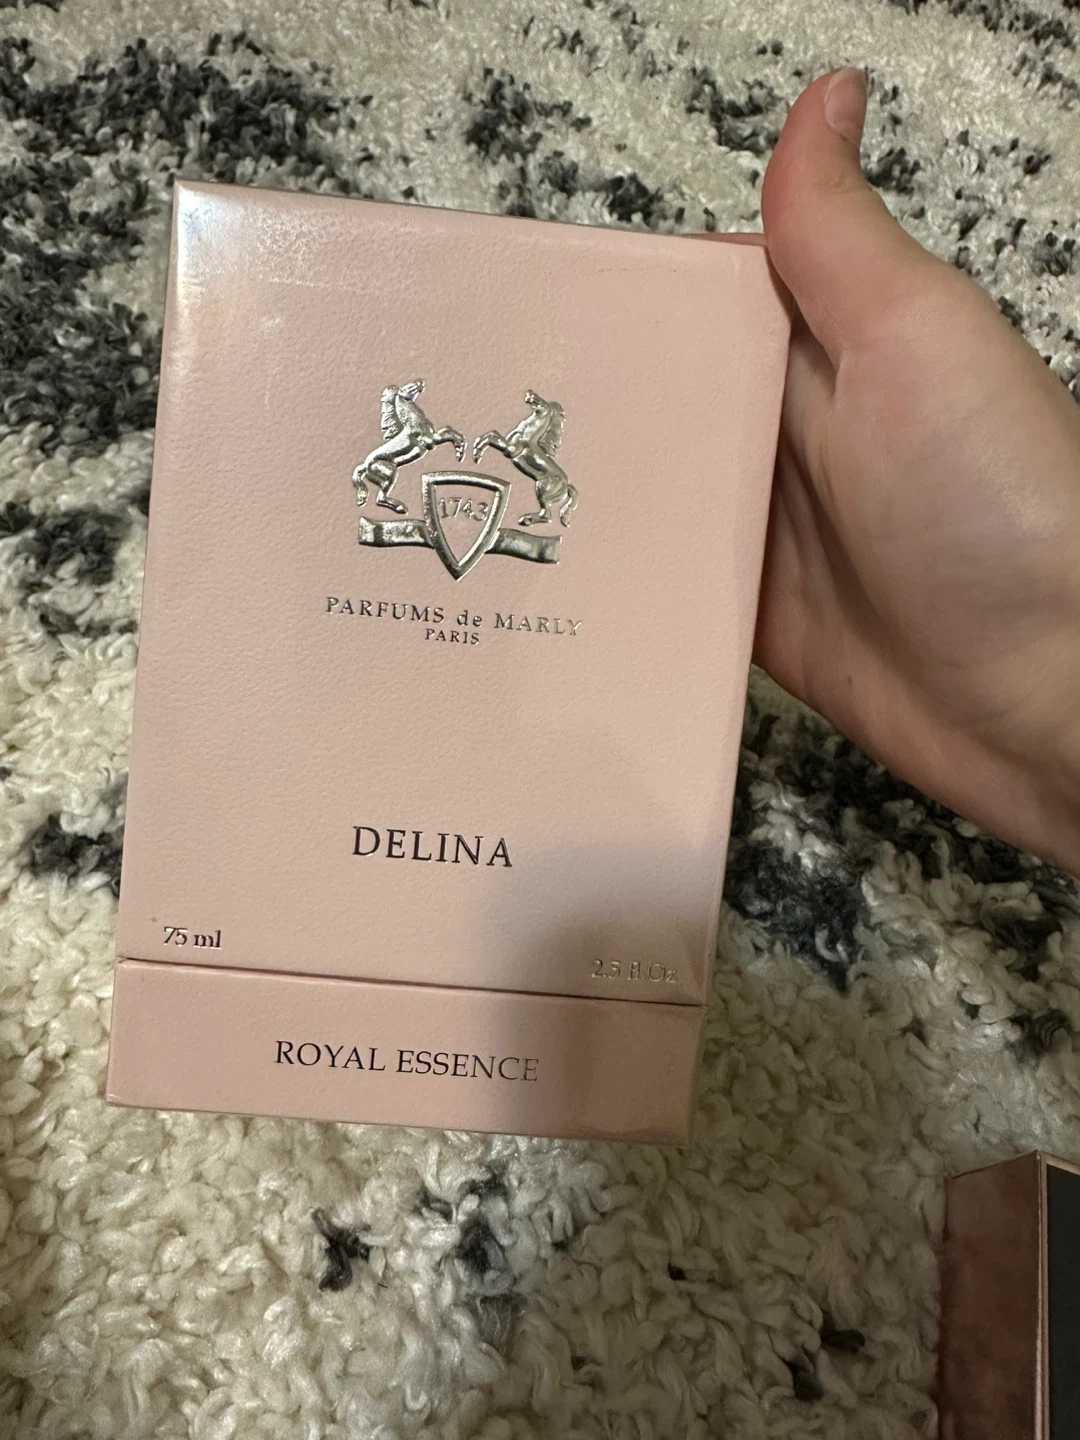 1743
PARFUMS de MARLY
PARIS
DELINA
75 ml
2.5 fl.Oz
ROYAL ESSENCE